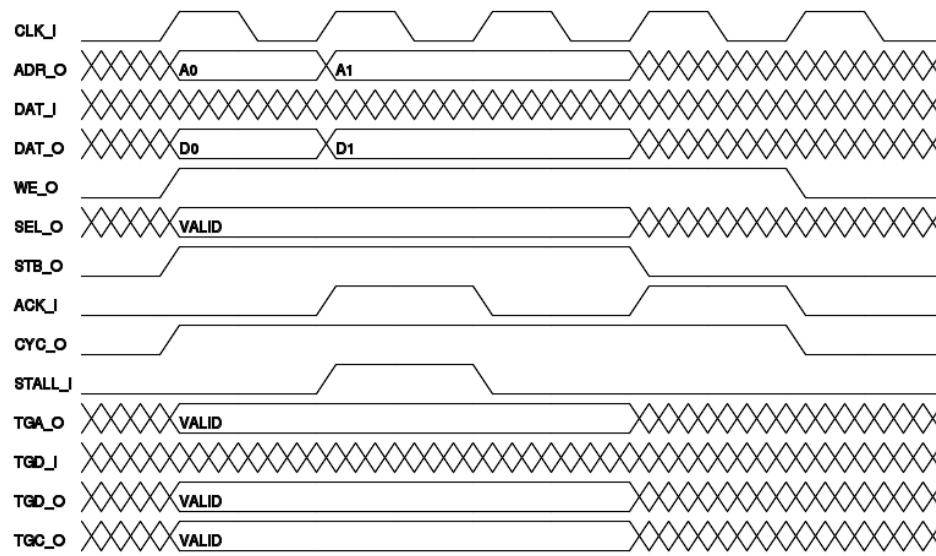 CLK_I
ADR_O A0 A1
DAT_I
DAT_O D0 D1
WE_O
SEL_O VALID
STB_O
ACK_I
CYC_O
STALL_I
TGA_O VALID
TGD_I
TGD_O VALID
TGC_O VALID